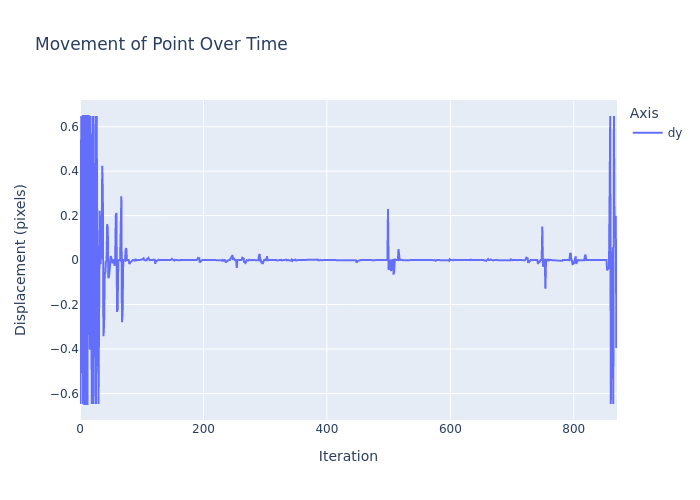 Movement of Point Over Time
Axis
dy
Displacement (pixels)
0.6
0.4
0.2
0
−0.2
−0.4
−0.6
0
200
400
600
800
Iteration